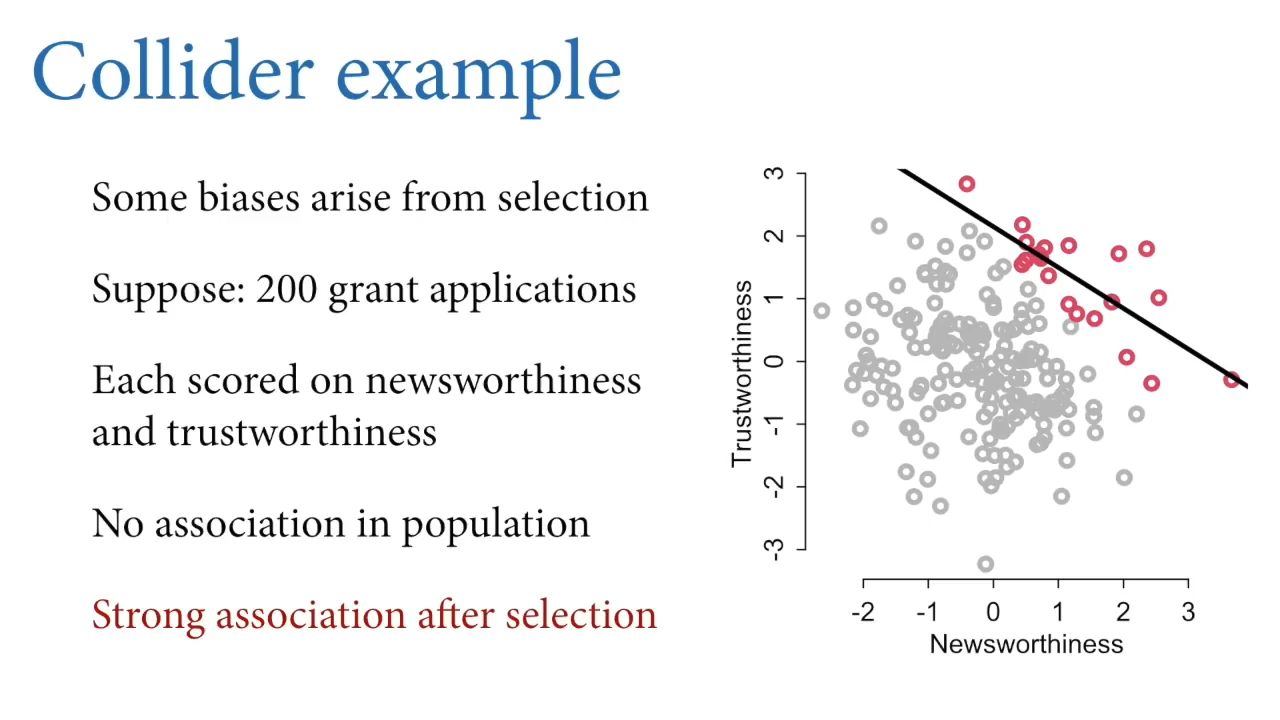 Collider example
Some biases arise from selection
Suppose: 200 grant applications
Each scored on newsworthiness
and trustworthiness
No association in population
Strong association after selection
Trustworthiness
3
2
1
0
-1
-2
-3
-2 -1 0 1 2 3
Newsworthiness